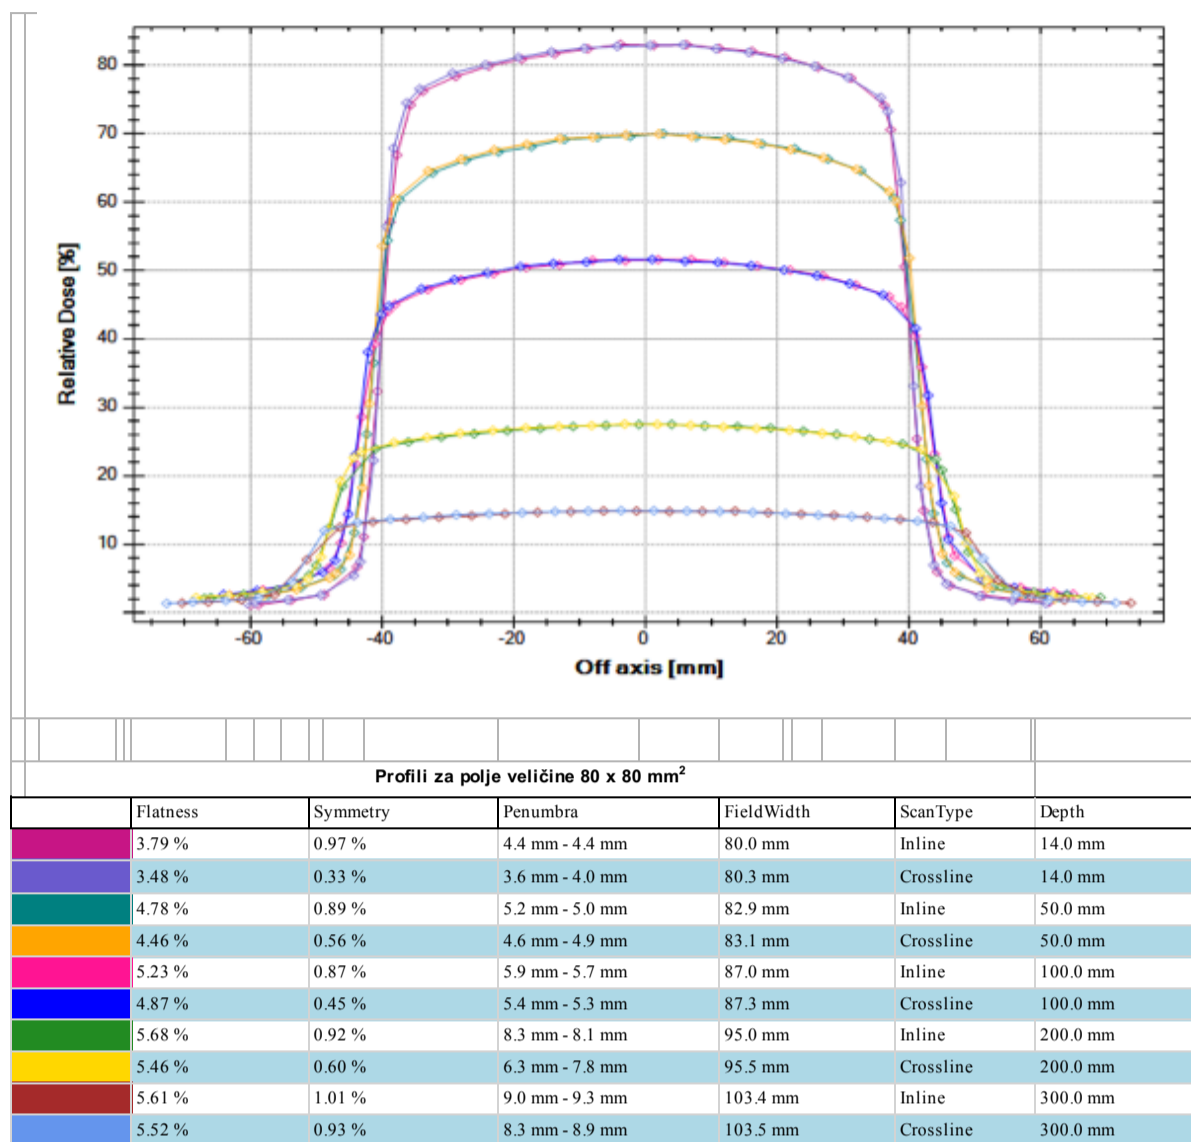 80
70
60
50
40
30
20
10
Relative Dose [%]
-60 -40 -20 0 20 40 60
Off axis [mm]
Profili za polje veličine 80 x 80 mm²
Flatness Symmetry Penumbra FieldWidth ScanType Depth
3.79 % 0.97 % 4.4 mm - 4.4 mm 80.0 mm Inline 14.0 mm
3.48 % 0.33 % 3.6 mm - 4.0 mm 80.3 mm Crossline 14.0 mm
4.78 % 0.89 % 5.2 mm - 5.0 mm 82.9 mm Inline 50.0 mm
4.46 % 0.56 % 4.6 mm - 4.9 mm 83.1 mm Crossline 50.0 mm
5.23 % 0.87 % 5.9 mm - 5.7 mm 87.0 mm Inline 100.0 mm
4.87 % 0.45 % 5.4 mm - 5.3 mm 87.3 mm Crossline 100.0 mm
5.68 % 0.92 % 8.3 mm - 8.1 mm 95.0 mm Inline 200.0 mm
5.46 % 0.60 % 6.3 mm - 7.8 mm 95.5 mm Crossline 200.0 mm
5.61 % 1.01 % 9.0 mm - 9.3 mm 103.4 mm Inline 300.0 mm
5.52 % 0.93 % 8.3 mm - 8.9 mm 103.5 mm Crossline 300.0 mm